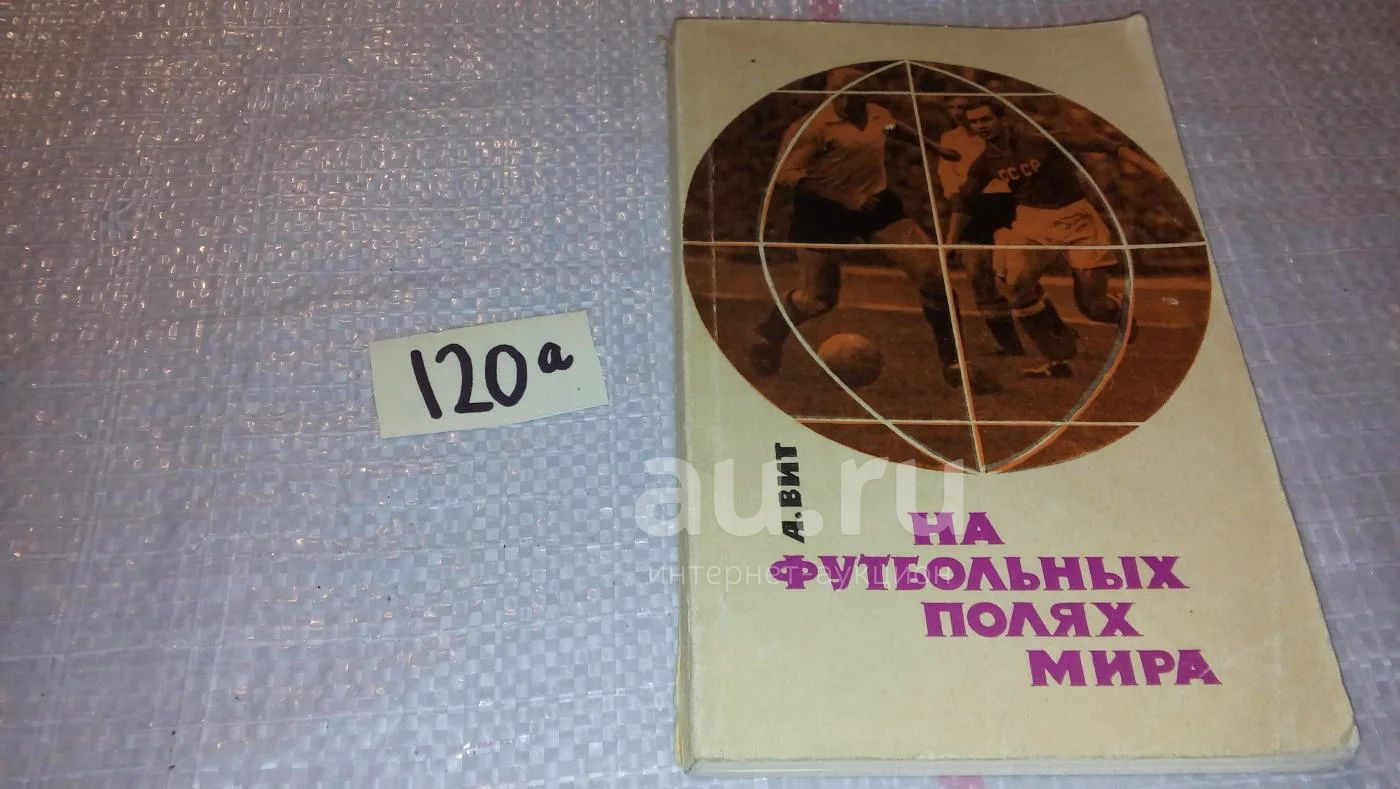 120а
СССР
А. ВИТ
НА
ФУТБОЛЬНЫХ
ПОЛЯХ
МИРА
au.ru
интернет-аукцион